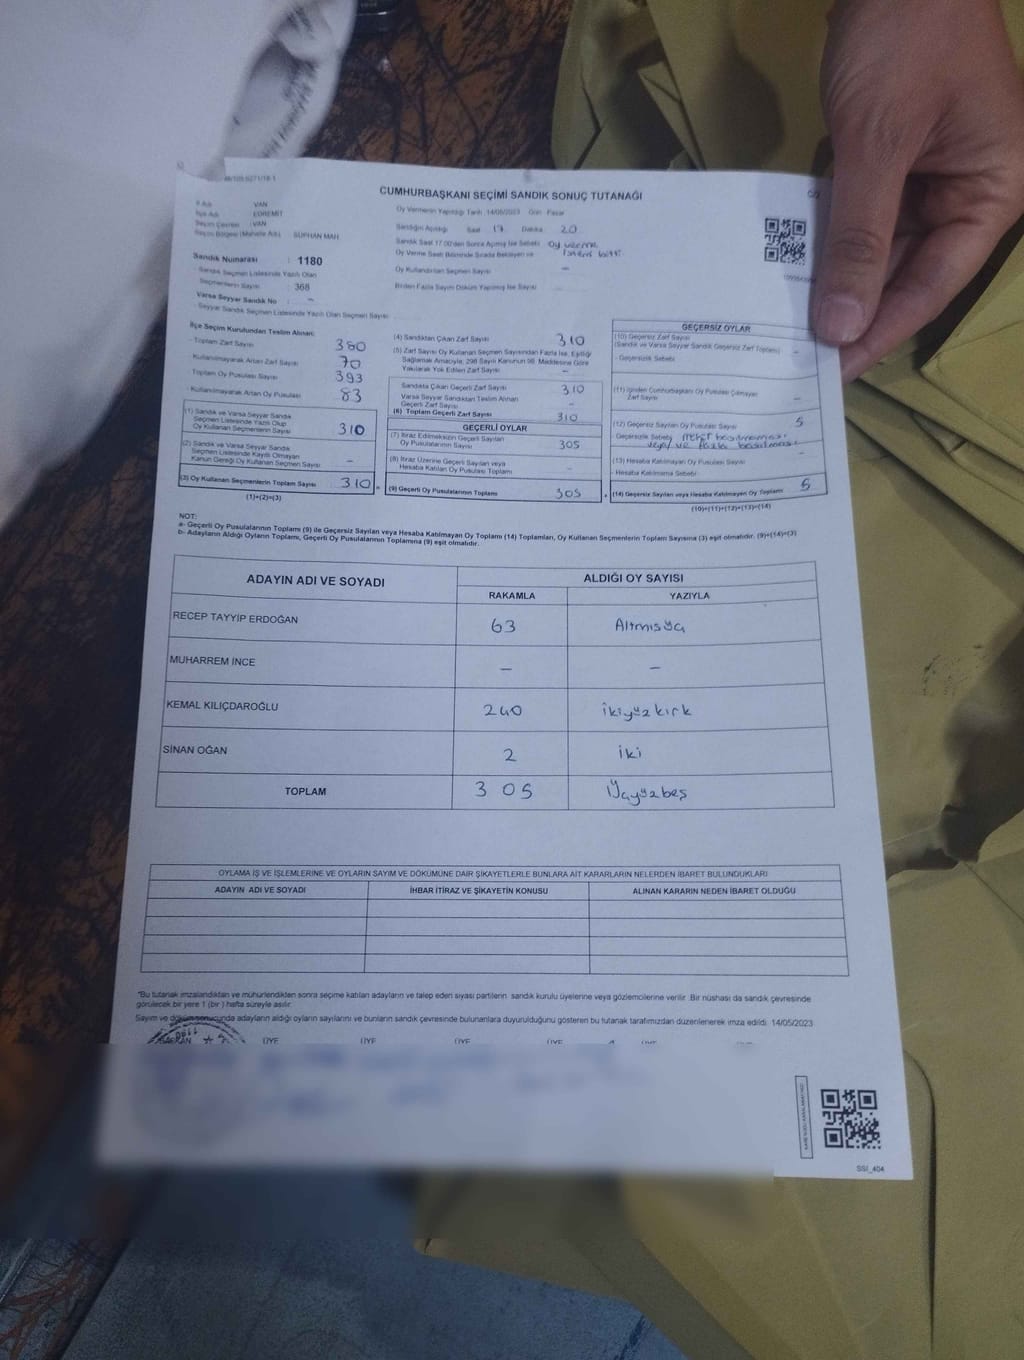 CUMHURBAŞKANI SEÇİMİ SANDIK SONUÇ TUTANAĞI
İl Adı VAN
İlçe Adı EDREMİT
Seçim Çevresi VAN
Seçim Bölgesi (Mahalle Adı) SÜPHAN MAH.
Sandık Numarası : 1180
Sandık Seçmen Listesinde Yazılı Olan
Seçmenlerin Sayısı : 368
Varsa Seyyar Sandık No : –
Seyyar Sandık Seçmen Listesinde Yazılı Olan Seçmen Sayısı
Oy Vermenin Yapıldığı Tarih 14/05/2023 Gün Pazar
Sandığın Açıldığı Saat 17 Dakika 20
Sandık Saat 17.00'den Sonra Açılmış İse Sebebi Oy verme
Oy Verme Saati Bitiminde Sırada Bekleyen ve
Oy Kullandırılan Seçmen Sayısı –
Birden Fazla Sayım Döküm Yapılmış İse Sayısı
İlçe Seçim Kurulundan Teslim Alınan:
- Toplam Zarf Sayısı 380
- Kullanılmayarak Artan Zarf Sayısı 70
- Toplam Oy Pusulası Sayısı 393
- Kullanılmayarak Artan Oy Pusulası 83
(1) Sandık ve Varsa Seyyar Sandık
Seçmen Listesinde Yazılı Olup
Oy Kullanan Seçmenlerin Sayısı 310
(2) Sandık ve Varsa Seyyar Sandık
Seçmen Listesinde Kayıtlı Olmayan
Kanun Gereği Oy Kullanan Seçmen Sayısı –
(3) Oy Kullanan Seçmenlerin Toplam Sayısı 310
(1)+(2)=(3)
(4) Sandıktan Çıkan Zarf Sayısı 310
(5) Zarf Sayısı Oy Kullanan Seçmen Sayısından Fazla İse, Eşitliği
Sağlamak Amacıyla, 298 Sayılı Kanunun 98. Maddesine Göre
Yakılarak Yok Edilen Zarf Sayısı –
Sandıkta Çıkan Geçerli Zarf Sayısı 310
Varsa Seyyar Sandıktan Teslim Alınan
Geçerli Zarf Sayısı –
(6) Toplam Geçerli Zarf Sayısı 310
GEÇERLİ OYLAR
(7) İtiraz Edilmeksizin Geçerli Sayılan
Oy Pusulalarının Sayısı 305
(8) İtiraz Üzerine Geçerli Sayılan veya
Hesaba Katılan Oy Pusulası Toplamı –
(9) Geçerli Oy Pusulalarının Toplamı 305
GEÇERSİZ OYLAR
(10) Geçersiz Zarf Sayısı
(Sandık ve Varsa Seyyar Sandık Geçersiz Zarf Toplamı) –
- Geçersizlik Sebebi
(11) İçinden Cumhurbaşkanı Oy Pusulası Çıkmayan
Zarf Sayısı –
(12) Geçersiz Sayılan Oy Pusulası Sayısı 5
Geçersizlik Sebebi mühür basılmaması
veya fazla basılması
(13) Hesaba Katılmayan Oy Pusulası Sayısı –
- Hesaba Katılmama Sebebi
(14) Geçersiz Sayılan veya Hesaba Katılmayan Oy Toplamı 5
(10)+(11)+(12)+(13)=(14)
NOT:
a- Geçerli Oy Pusulalarının Toplamı (9) ile Geçersiz Sayılan veya Hesaba Katılmayan Oy Toplamı (14) Toplamları, Oy Kullanan Seçmenlerin Toplam Sayısına (3) eşit olmalıdır. (9)+(14)=(3)
b- Adayların Aldığı Oyların Toplamı, Geçerli Oy Pusulalarının Toplamına (9) eşit olmalıdır.
ADAYIN ADI VE SOYADI ALDIĞI OY SAYISI
RAKAMLA YAZIYLA
RECEP TAYYİP ERDOĞAN 63 Altmışüç
MUHARREM İNCE – –
KEMAL KILIÇDAROĞLU 240 ikiyüzkırk
SİNAN OĞAN 2 iki
TOPLAM 305 Üçyüzbeş
OYLAMA İŞ VE İŞLEMLERİNE VE OYLARIN SAYIM VE DÖKÜMÜNE DAİR ŞİKAYETLERLE BUNLARA AİT KARARLARIN NELERDEN İBARET BULUNDUKLARI
ADAYIN ADI VE SOYADI İHBAR İTİRAZ VE ŞİKAYETİN KONUSU ALINAN KARARIN NEDEN İBARET OLDUĞU
*Bu tutanak imzalandıktan ve mühürlendikten sonra seçime katılan adayların ve talep eden siyasi partilerin sandık kurulu üyelerine veya gözlemcilerine verilir. Bir nüshası da sandık çevresinde
görülecek bir yere 1 (bir) hafta süreyle asılır.
Sayım ve döküm sonucunda adayların aldığı oyların sayılarını ve bunların sandık çevresinde bulunanlara duyurulduğunu gösteren bu tutanak tarafımızdan düzenlenerek imza edildi. 14/05/2023
BAŞKAN ÜYE ÜYE ÜYE ÜYE ÜYE
SSİ_404